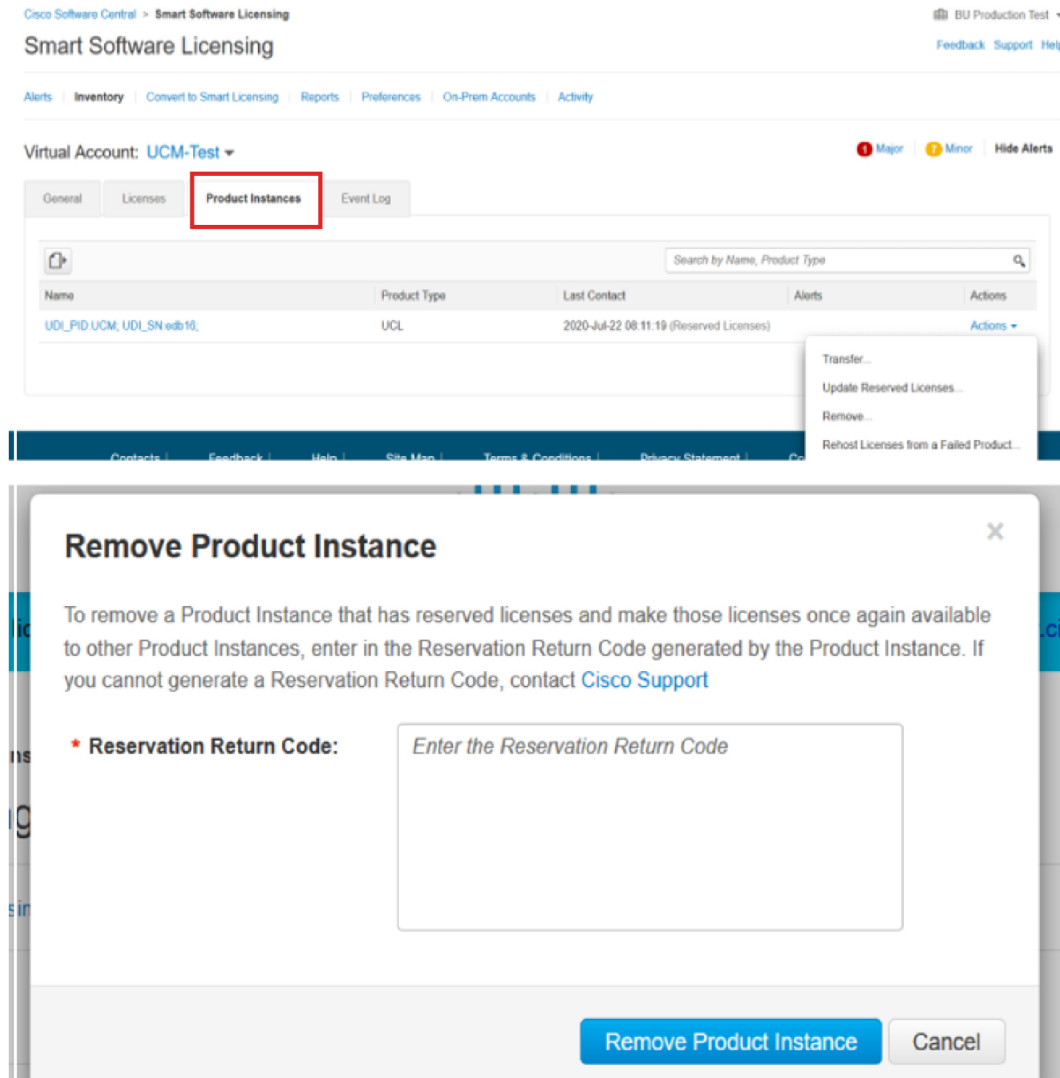 Cisco Software Central > Smart Software Licensing
BU Production Test
Smart Software Licensing
Feedback Support Help
Alerts | Inventory | Convert to Smart Licensing | Reports | Preferences | On-Prem Accounts | Activity
Virtual Account: UCM-Test
1 Major | 7 Minor | Hide Alerts
General Licenses Product Instances Event Log
Search by Name, Product Type
Name Product Type Last Contact Alerts Actions
UDI_PID:UCM; UDI_SN:edb16; UCL 2020-Jul-22 08:11:19 (Reserved Licenses) Actions
Transfer...
Update Reserved Licenses...
Remove...
Rehost Licenses from a Failed Product...
Contacts | Feedback | Help | Site Map | Terms & Conditions | Privacy Statement |
Remove Product Instance
×
To remove a Product Instance that has reserved licenses and make those licenses once again available
to other Product Instances, enter in the Reservation Return Code generated by the Product Instance. If
you cannot generate a Reservation Return Code, contact Cisco Support
* Reservation Return Code:
Enter the Reservation Return Code
Remove Product Instance Cancel